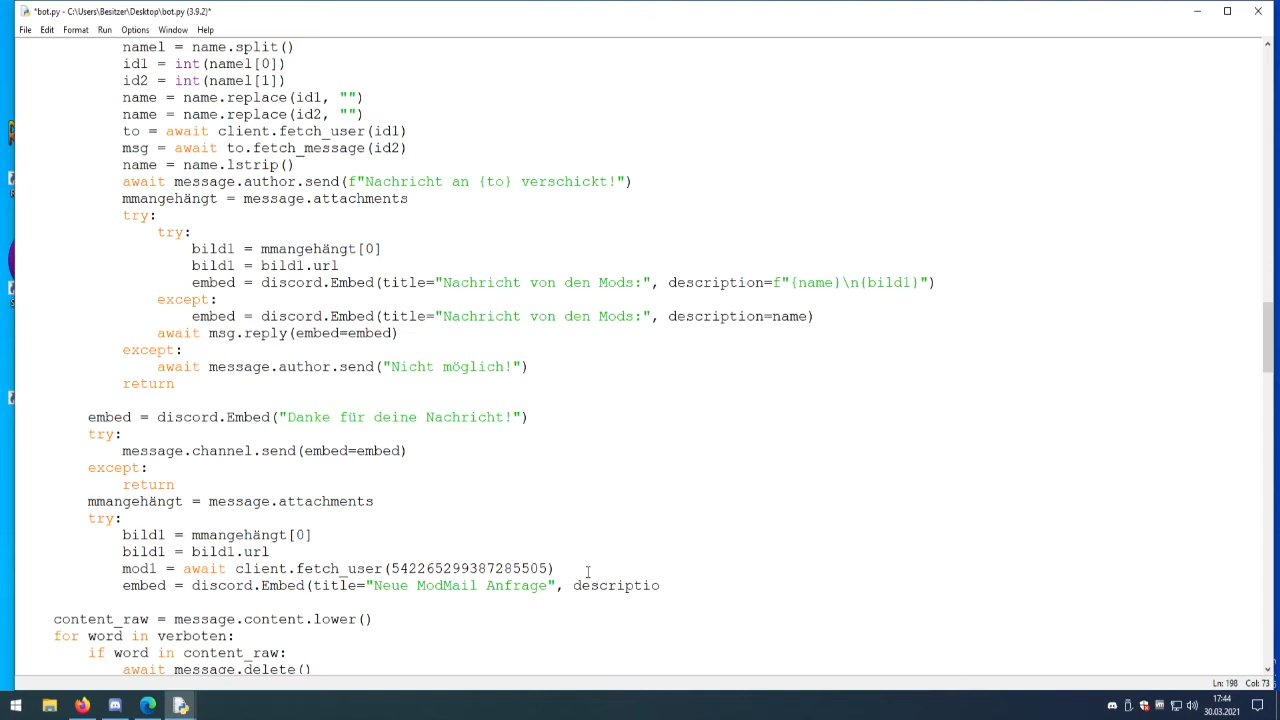 *bot.py - C:\Users\Besitzer\Desktop\bot.py (3.9.2)*
File Edit Format Run Options Window Help
namel = name.split()
id1 = int(namel[0])
id2 = int(namel[1])
name = name.replace(id1, "")
name = name.replace(id2, "")
to = await client.fetch_user(id1)
msg = await to.fetch_message(id2)
name = name.lstrip()
await message.author.send(f"Nachricht an {to} verschickt!")
mmangehängt = message.attachments
try:
try:
bild1 = mmangehängt[0]
bild1 = bild1.url
embed = discord.Embed(title="Nachricht von den Mods:", description=f"{name}\n{bild1}")
except:
embed = discord.Embed(title="Nachricht von den Mods:", description=name)
await msg.reply(embed=embed)
except:
await message.author.send("Nicht möglich!")
return
embed = discord.Embed("Danke für deine Nachricht!")
try:
message.channel.send(embed=embed)
except:
return
mmangehängt = message.attachments
try:
bild1 = mmangehängt[0]
bild1 = bild1.url
mod1 = await client.fetch_user(542265299387285505)
embed = discord.Embed(title="Neue ModMail Anfrage", descriptio
content_raw = message.content.lower()
for word in verboten:
if word in content_raw:
await message.delete()
Ln: 198 Col: 73
17:44
30.03.2021